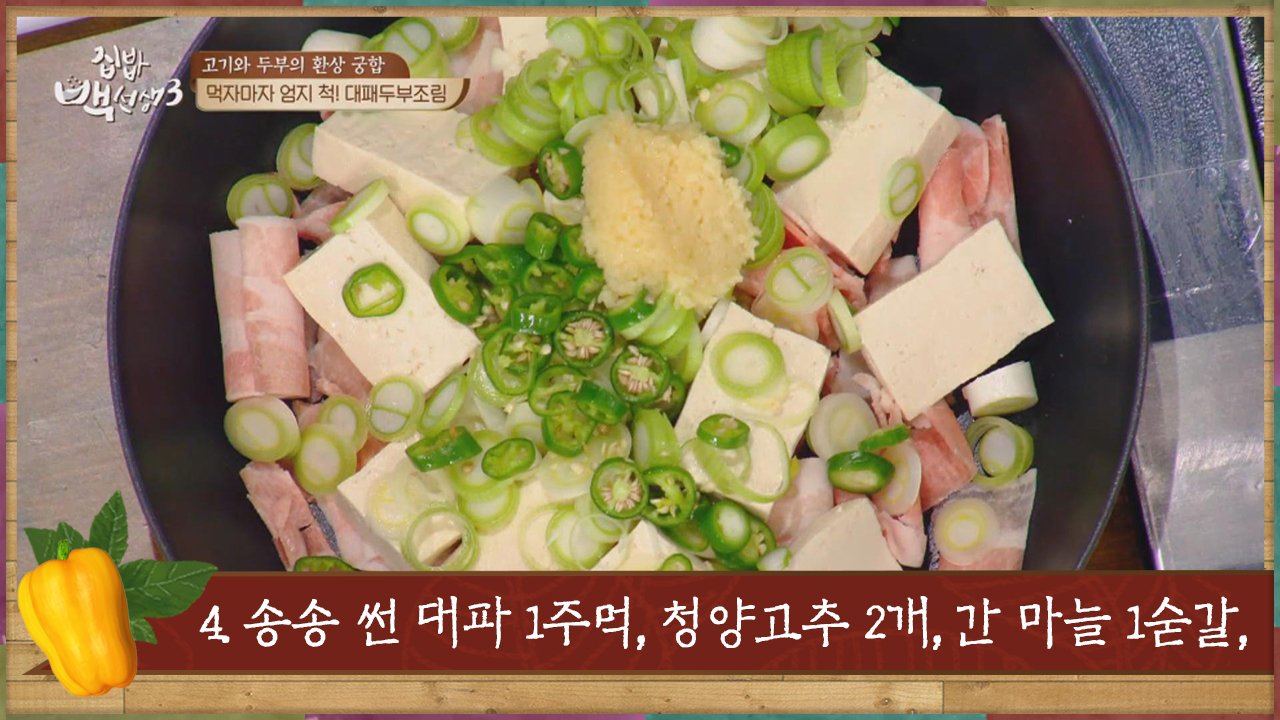 집밥
백선생3
고기와 두부의 환상 궁합
먹자마자 엄지 척! 대패두부조림
4. 송송 썬 대파 1주먹, 청양고추 2개, 간 마늘 1숟갈,